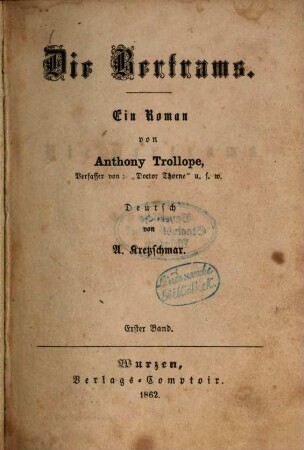 Die Bertrams.
Ein Roman
von
Anthony Trollope,
Verfasser von: „Doctor Thorne" u. s. w.
Deutsch
von
A. Kretzschmar.
Erster Band.
Wurzen,
Verlags-Comptoir.
1862.